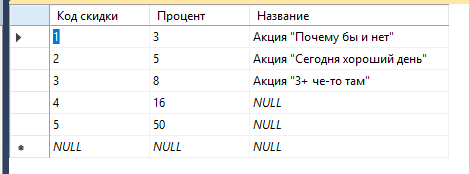 Код скидки Процент Название
1 3 Акция "Почему бы и нет"
2 5 Акция "Сегодня хороший день"
3 8 Акция "3+ че-то там"
4 16 NULL
5 50 NULL
NULL NULL NULL